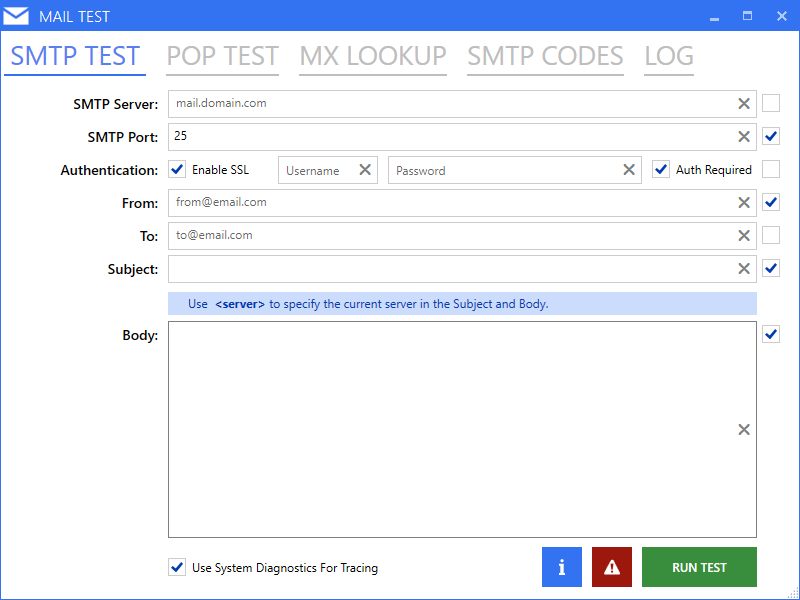 MAIL TEST
SMTP TEST POP TEST MX LOOKUP SMTP CODES LOG
SMTP Server: mail.domain.com
SMTP Port: 25
Authentication: Enable SSL Username Password Auth Required
From: from@email.com
To: to@email.com
Subject:
Use <server> to specify the current server in the Subject and Body.
Body:
Use System Diagnostics For Tracing
RUN TEST